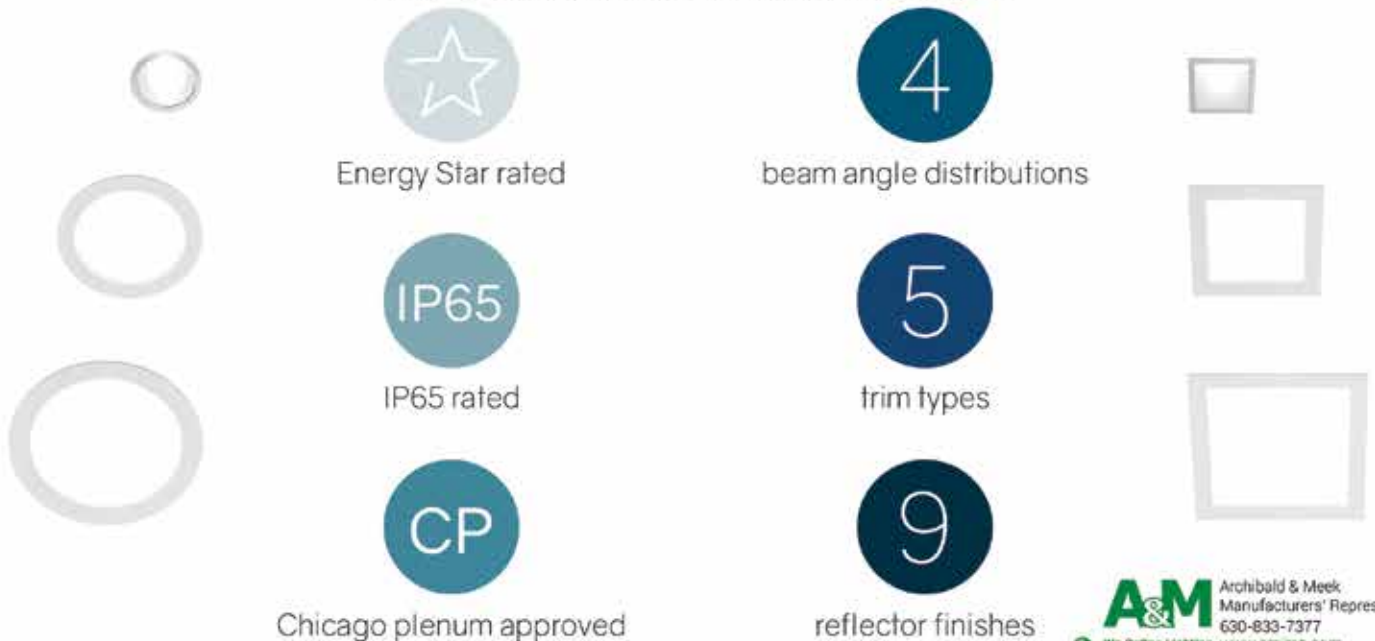 Energy Star rated
4
beam angle distributions
IP65
IP65 rated
5
trim types
CP
Chicago plenum approved
9
reflector finishes
A&M
Archibald & Meek
Manufacturers'
630-833-7377